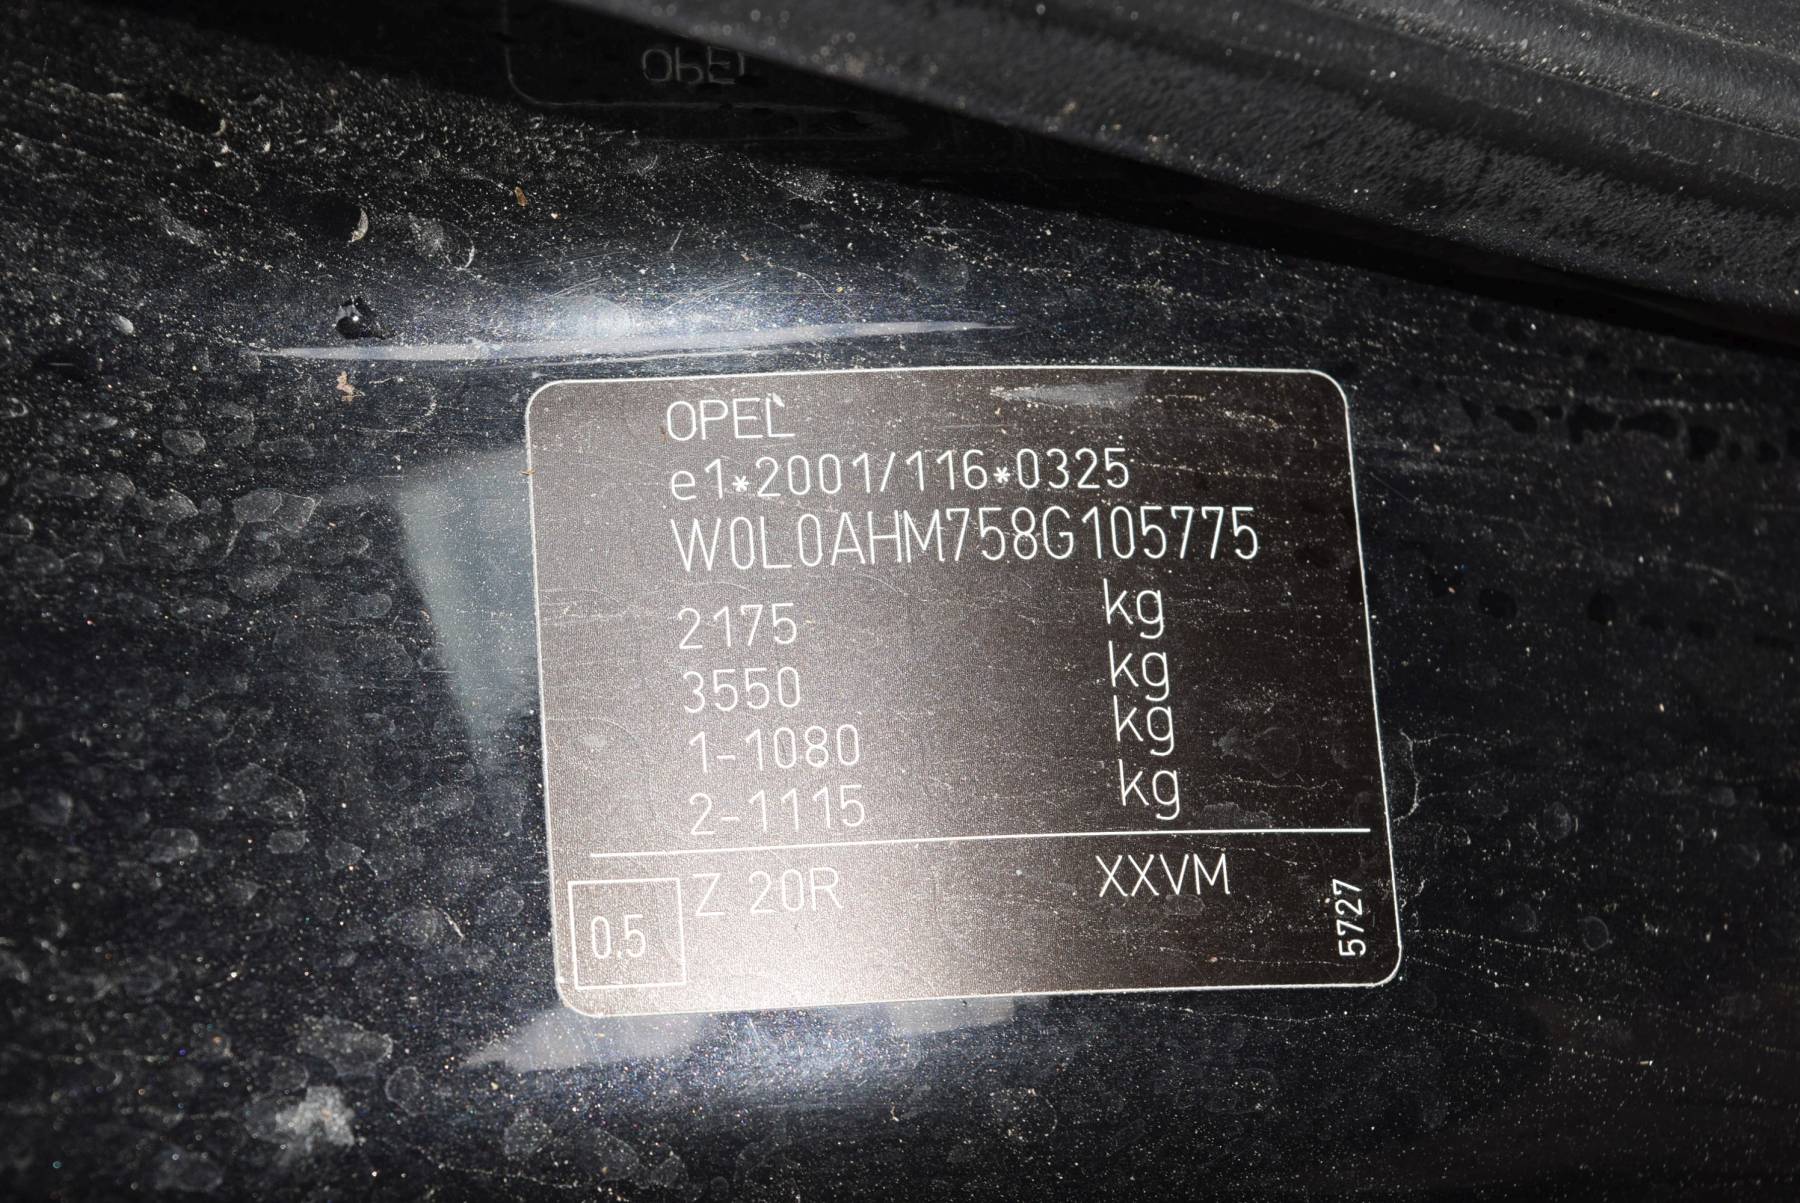 OPEL
e1*2001/116*0325
W0L0AHM758G105775
2175 kg
3550 kg
1-1080 kg
2-1115 kg
0.5 Z 20R XXVM
5727